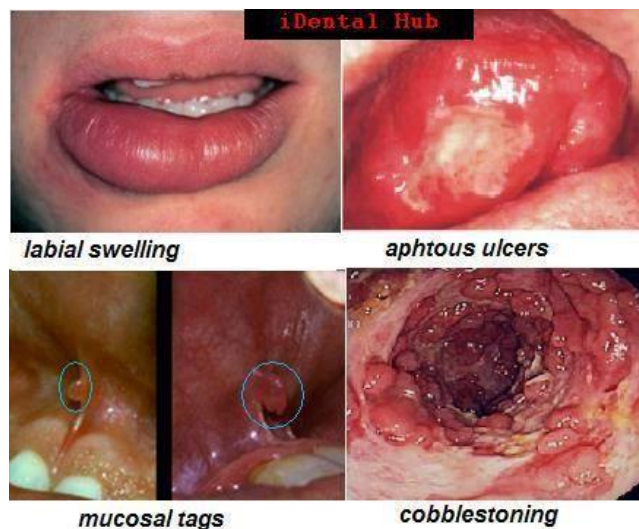 iDental Hub
labial swelling
aphtous ulcers
mucosal tags
cobblestoning